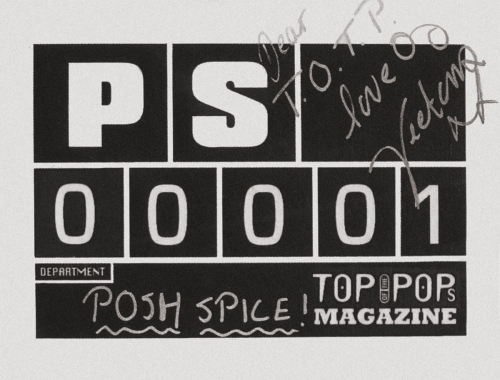 Dear
T.O.T.P.
love
Victoria
PS
00001
DEPARTMENT
POSH SPICE!
TOP OF THE POPS
MAGAZINE